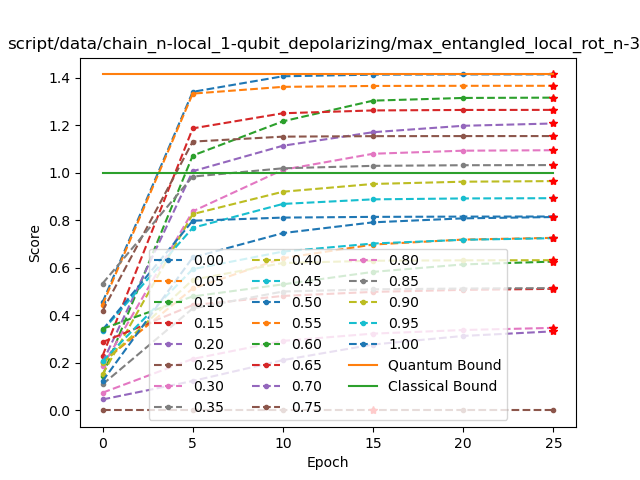 script/data/chain_n-local_1-qubit_depolarizing/max_entangled_local_rot_n-3
Score
1.4
1.2
1.0
0.8
0.6
0.4
0.2
0.0
0.00 0.40 0.80
0.05 0.45 0.85
0.10 0.50 0.90
0.15 0.55 0.95
0.20 0.60 1.00
0.25 0.65 Quantum Bound
0.30 0.70 Classical Bound
0.35 0.75
0 5 10 15 20 25
Epoch